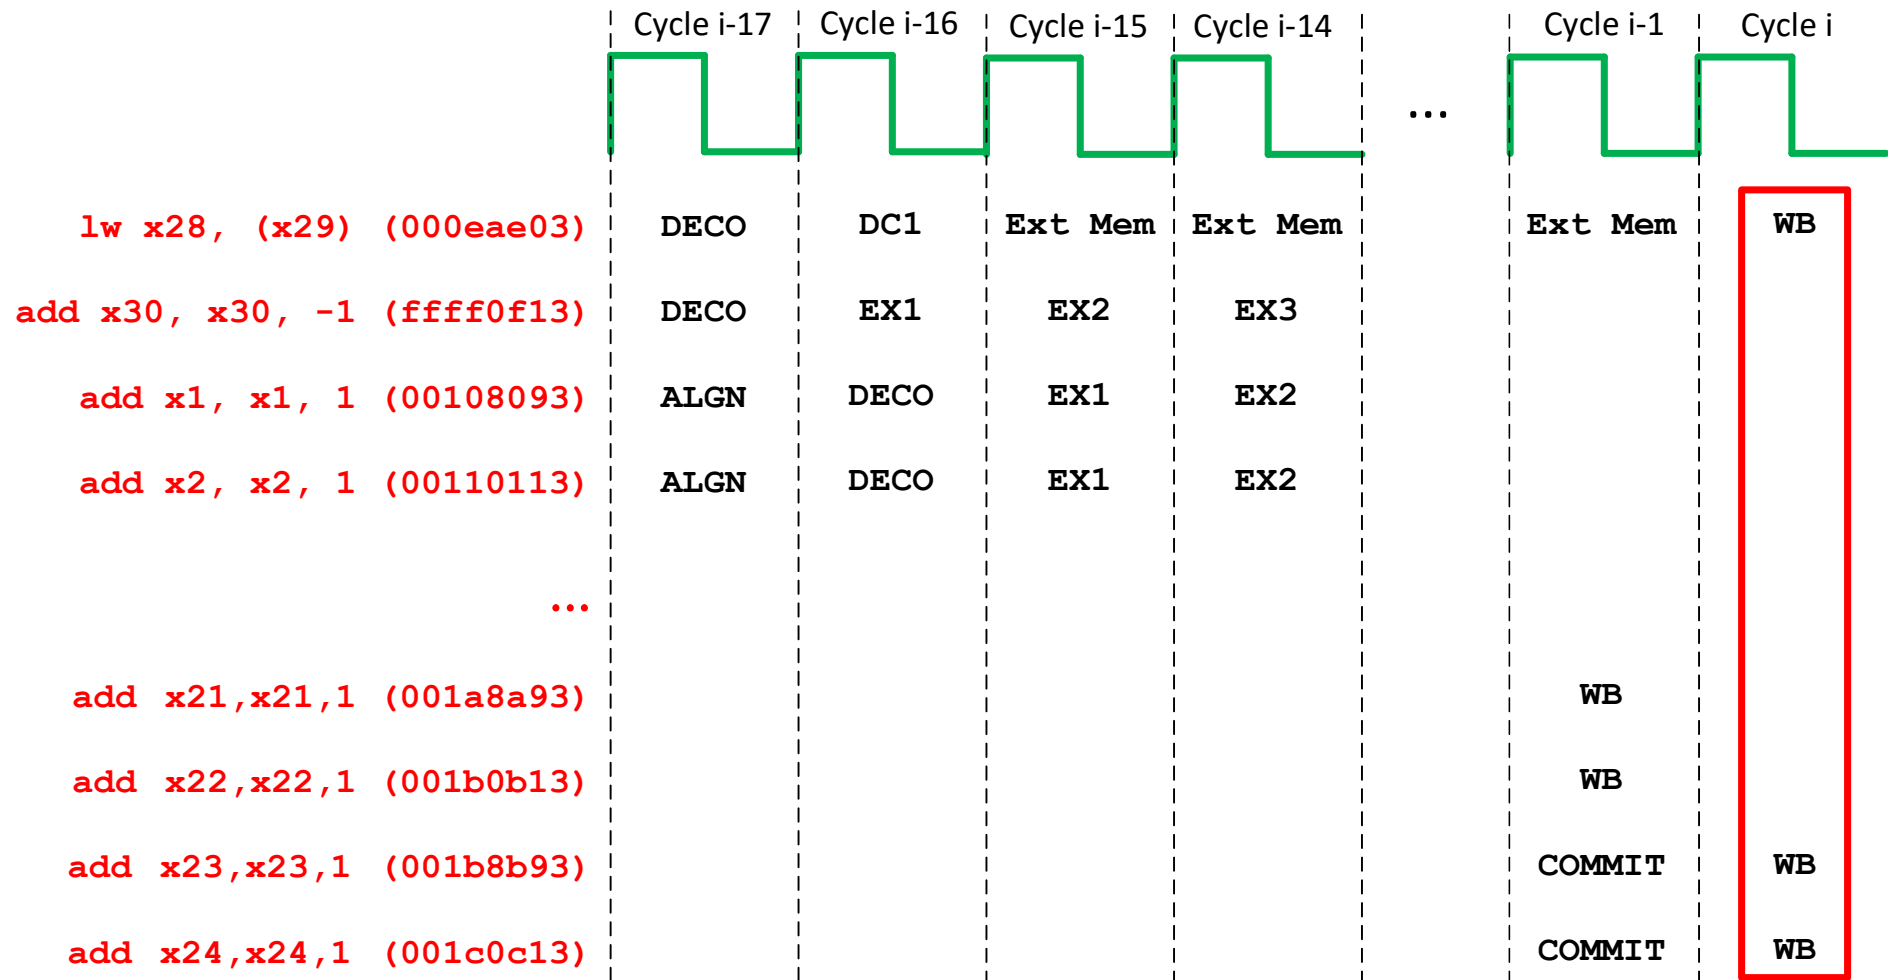 Cycle i-17 Cycle i-16 Cycle i-15 Cycle i-14 Cycle i-1 Cycle i
...
lw x28, (x29) (000eae03) DECO DC1 Ext Mem Ext Mem Ext Mem WB
add x30, x30, -1 (ffff0f13) DECO EX1 EX2 EX3
add x1, x1, 1 (00108093) ALGN DECO EX1 EX2
add x2, x2, 1 (00110113) ALGN DECO EX1 EX2
...
add x21,x21,1 (001a8a93) WB
add x22,x22,1 (001b0b13) WB
add x23,x23,1 (001b8b93) COMMIT WB
add x24,x24,1 (001c0c13) COMMIT WB